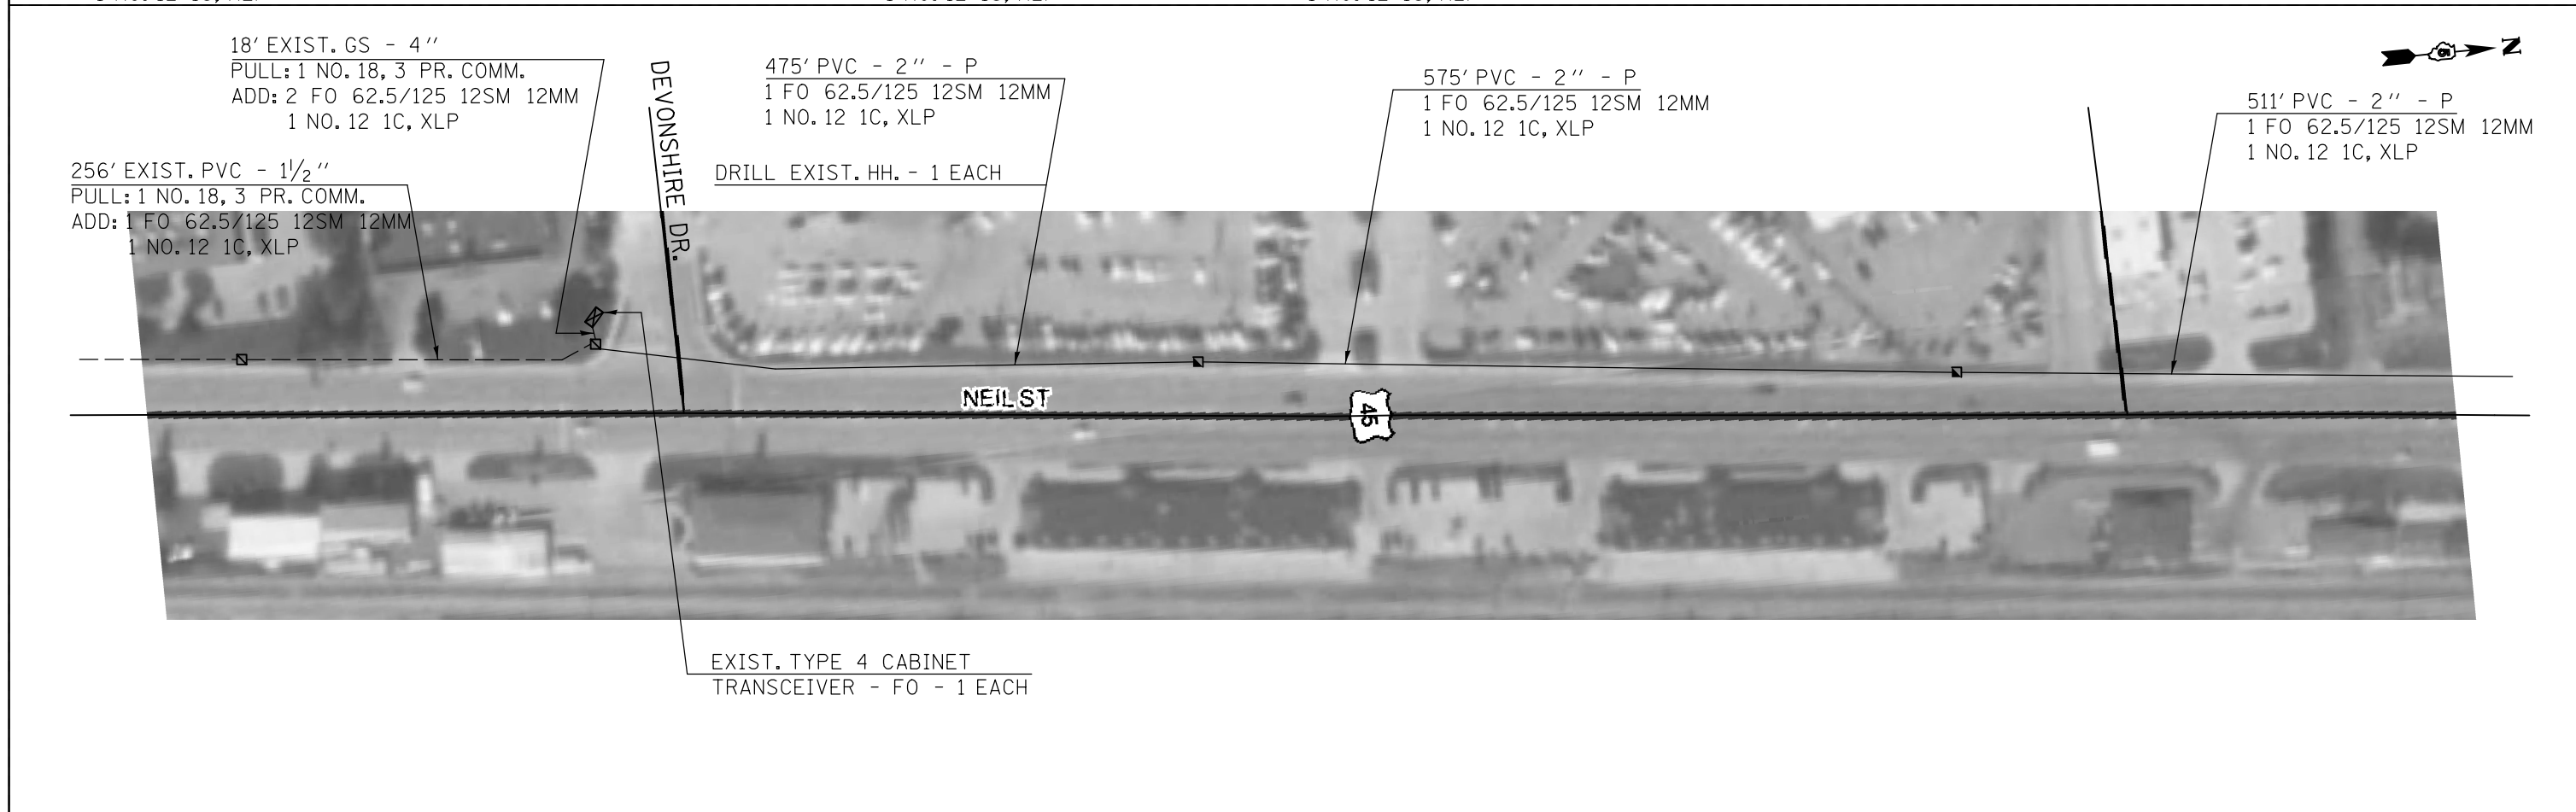 18' EXIST. GS - 4"
PULL: 1 NO. 18, 3 PR. COMM.
ADD: 2 FO 62.5/125 12SM 12MM
1 NO. 12 1C, XLP
256' EXIST. PVC - 1 1/2"
PULL: 1 NO. 18, 3 PR. COMM.
ADD: 1 FO 62.5/125 12SM 12MM
1 NO. 12 1C, XLP
DEVONSHIRE DR.
475' PVC - 2" - P
1 FO 62.5/125 12SM 12MM
1 NO. 12 1C, XLP
DRILL EXIST. HH. - 1 EACH
575' PVC - 2" - P
1 FO 62.5/125 12SM 12MM
1 NO. 12 1C, XLP
N
511' PVC - 2" - P
1 FO 62.5/125 12SM 12MM
1 NO. 12 1C, XLP
NEIL ST
45
EXIST. TYPE 4 CABINET
TRANSCEIVER - FO - 1 EACH